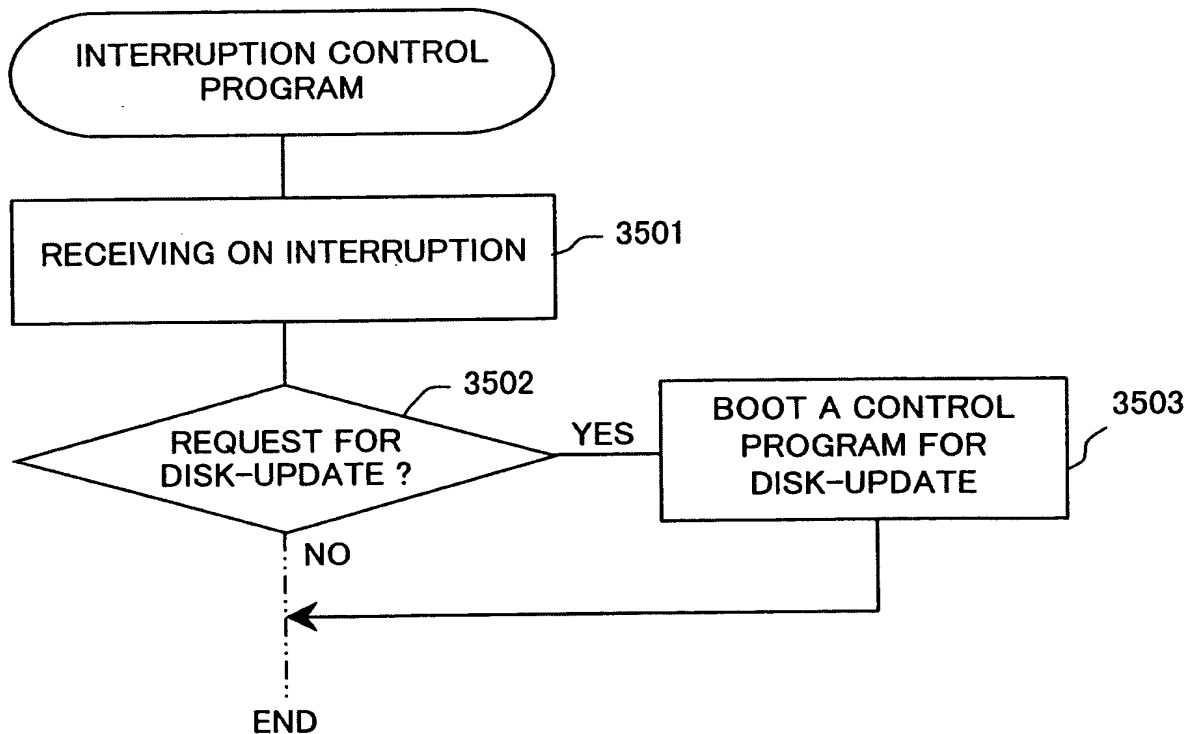 INTERRUPTION CONTROL
PROGRAM
RECEIVING ON INTERRUPTION
3501
3502
REQUEST FOR
DISK-UPDATE ?
YES
BOOT A CONTROL
PROGRAM FOR
DISK-UPDATE
3503
NO
END